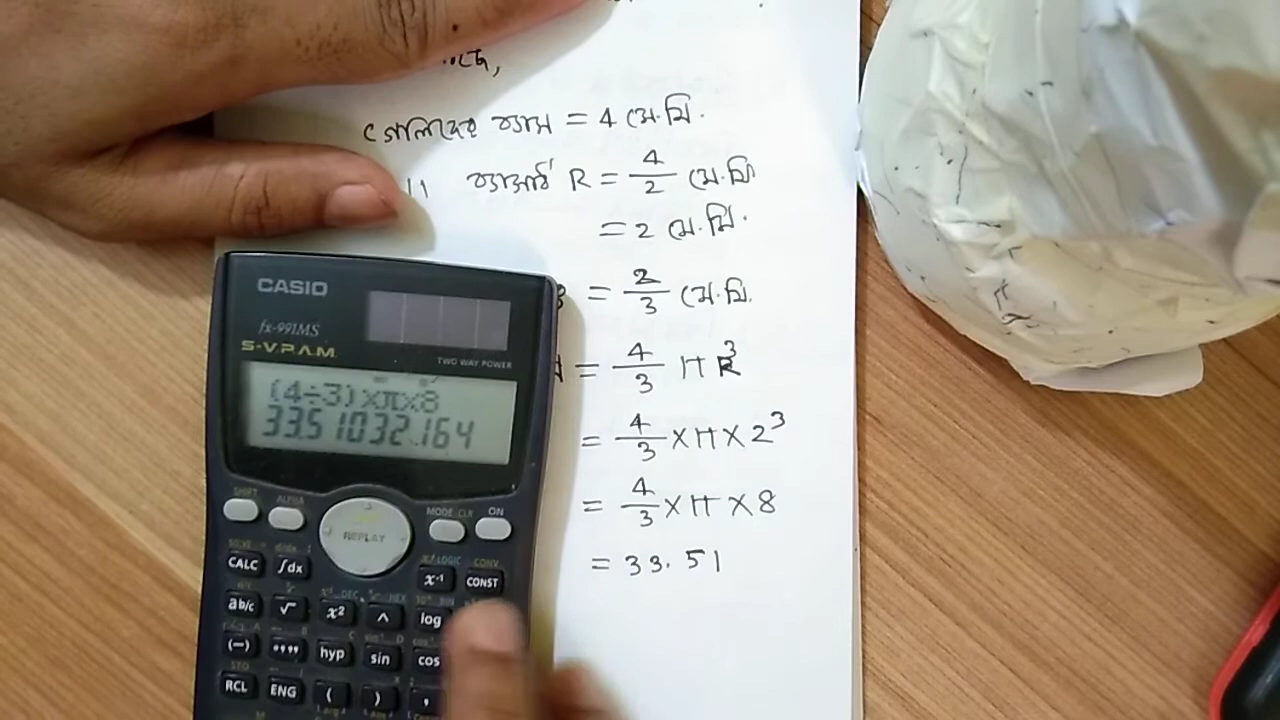 গোলকের ব্যাস = 4 সে.মি.
ব্যাসার্ধ R = 4/2 সে.মি
= 2 সে.মি.
= 2/3 সে.মি.
= 4/3 π R³
= 4/3 × π × 2³
= 4/3 × π × 8
= 33.51
CASIO
fx-991MS
S-V.P.A.M.
TWO WAY POWER
(4÷3)×π×8
33.51032164
SHIFT ALPHA MODE CLR ON
REPLAY
CALC ∫dx x⁻¹ CONST
ab/c √ x² ^ log
(−) °’” hyp sin cos
RCL ENG ( ) ,